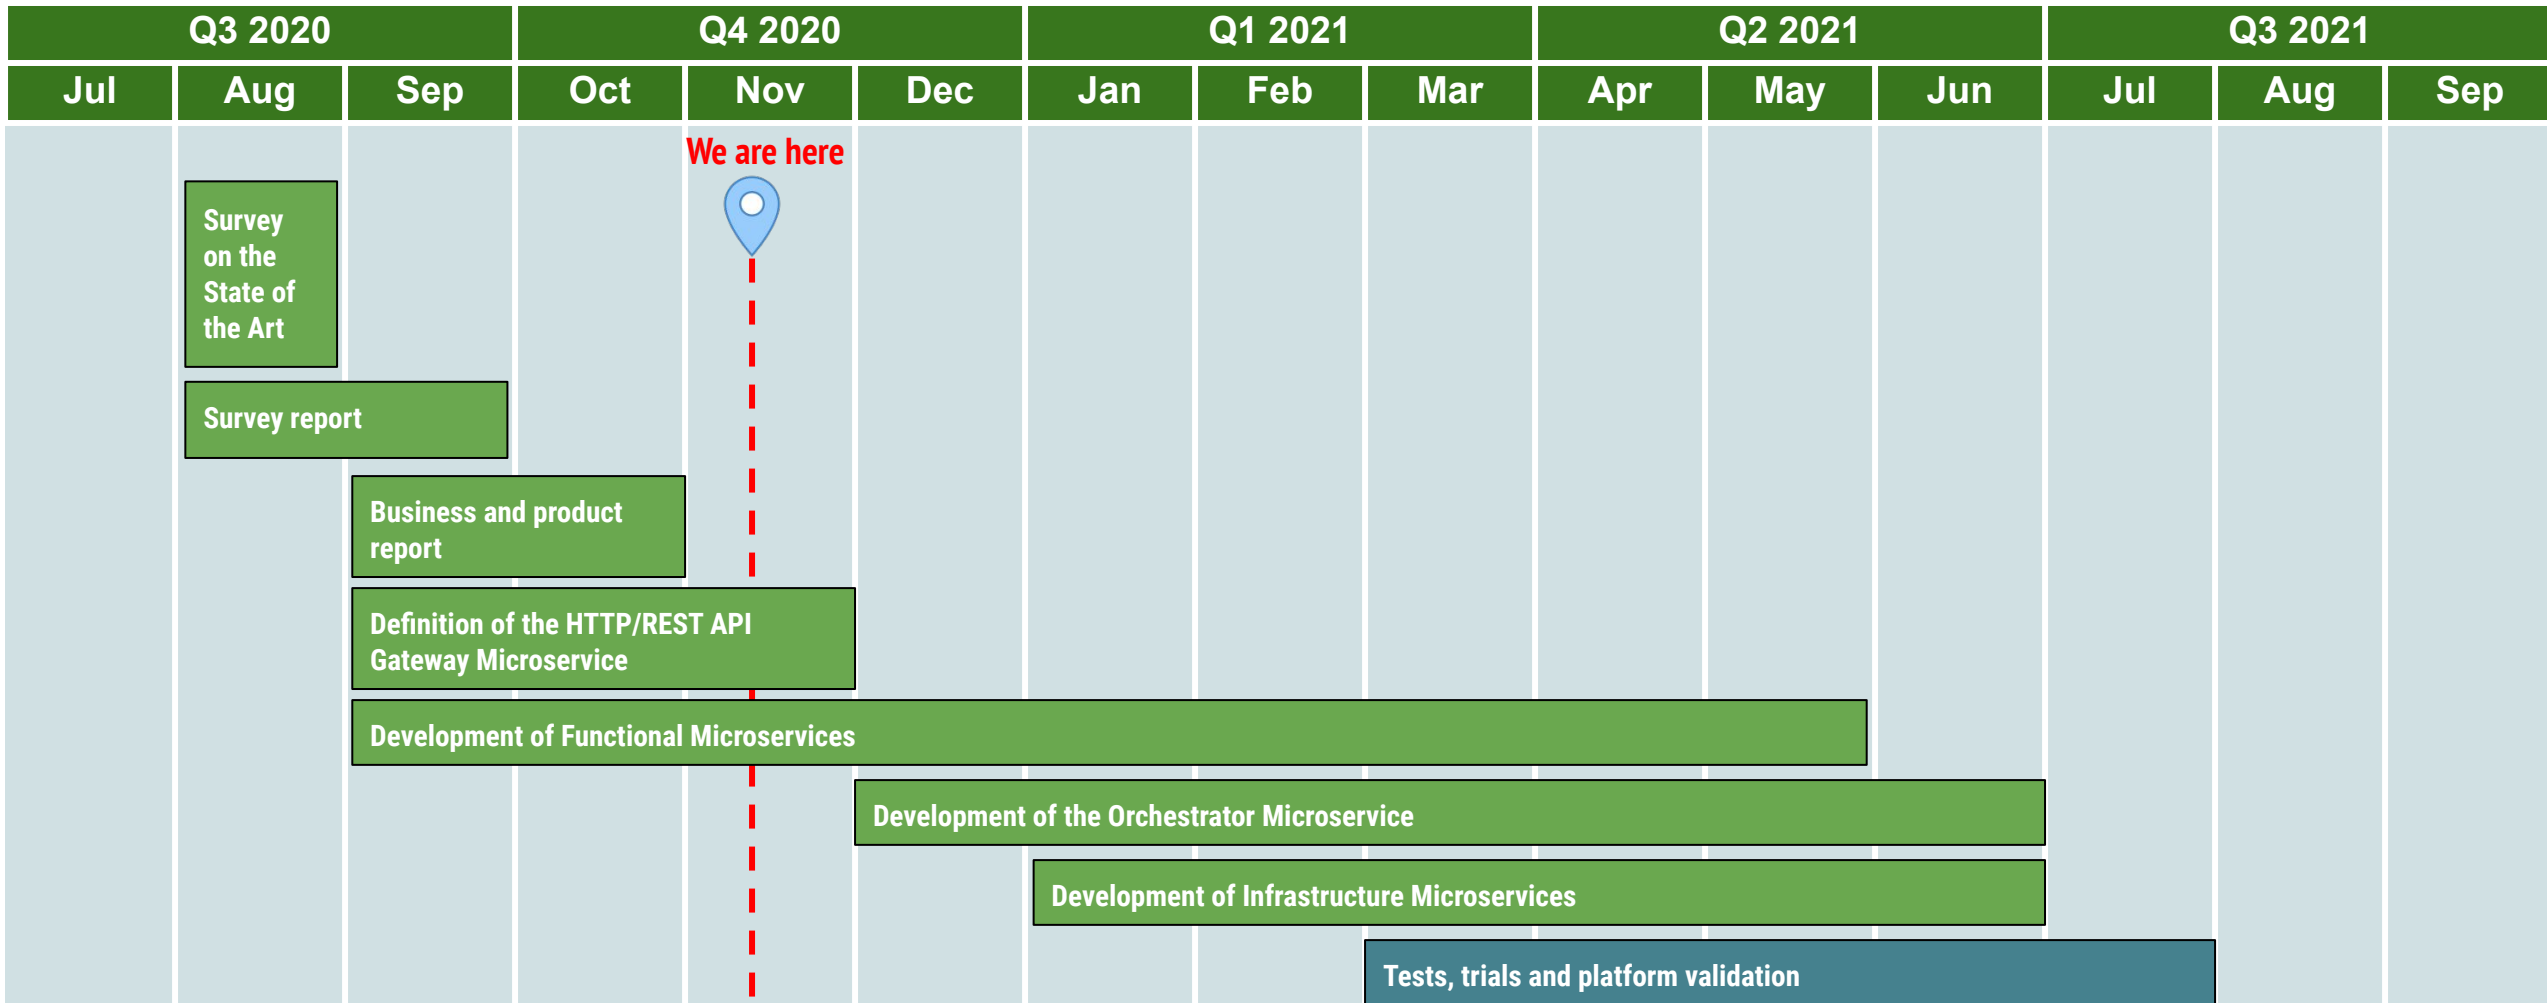 Q3 2020 Q4 2020 Q1 2021 Q2 2021 Q3 2021
Jul Aug Sep Oct Nov Dec Jan Feb Mar Apr May Jun Jul Aug Sep
We are here
Survey
on the
State of
the Art
Survey report
Business and product
report
Definition of the HTTP/REST API
Gateway Microservice
Development of Functional Microservices
Development of the Orchestrator Microservice
Development of Infrastructure Microservices
Tests, trials and platform validation